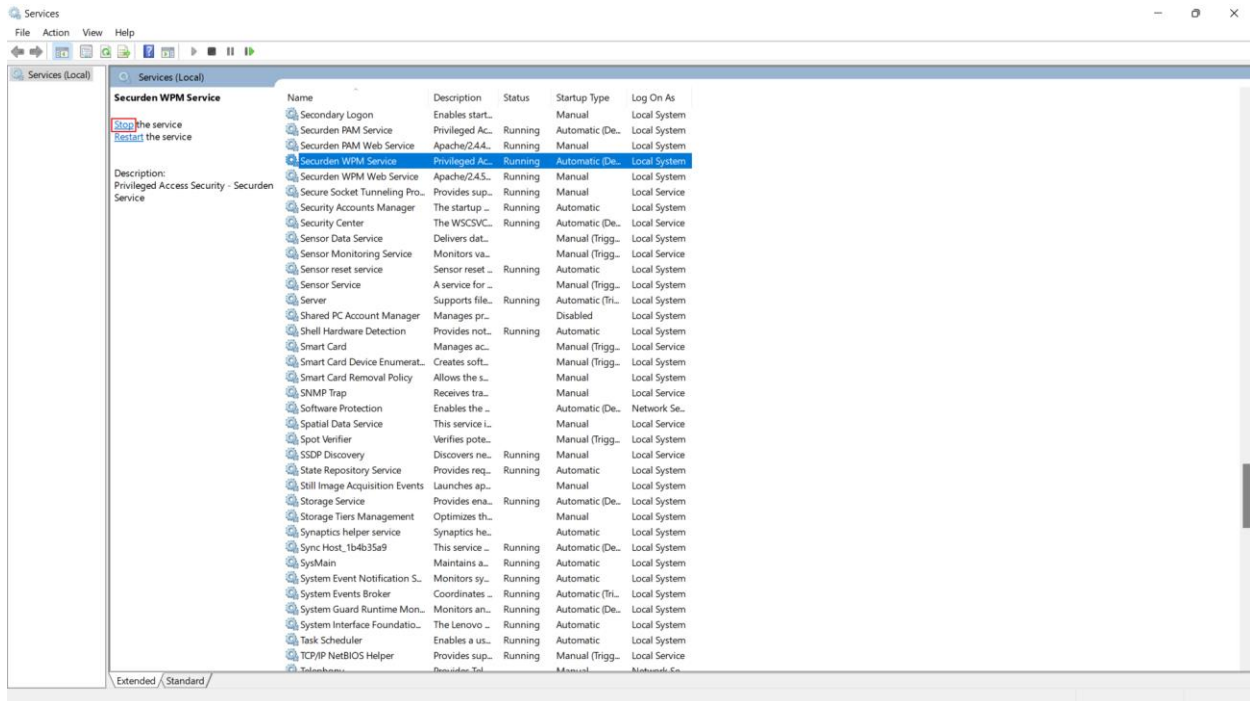 Services
File Action View Help
Services (Local)
Services (Local)
Securden WPM Service
Stop the service
Restart the service
Description:
Privileged Access Security - Securden
Service
Name Description Status Startup Type Log On As
Secondary Logon Enables start... Manual Local System
Securden PAM Service Privileged Ac... Running Automatic (De... Local System
Securden PAM Web Service Apache/2.4.4... Running Manual Local System
Securden WPM Service Privileged Ac... Running Automatic (De... Local System
Securden WPM Web Service Apache/2.4.5... Running Manual Local System
Secure Socket Tunneling Pro... Provides sup... Running Manual Local Service
Security Accounts Manager The startup ... Running Automatic Local System
Security Center The WSCSVC... Running Automatic (De... Local Service
Sensor Data Service Delivers dat... Manual (Trigg... Local System
Sensor Monitoring Service Monitors va... Manual (Trigg... Local Service
Sensor reset service Sensor reset ... Running Automatic Local System
Sensor Service A service for ... Manual (Trigg... Local System
Server Supports file... Running Automatic (Tri... Local System
Shared PC Account Manager Manages pr... Disabled Local System
Shell Hardware Detection Provides not... Running Automatic Local System
Smart Card Manages ac... Manual (Trigg... Local Service
Smart Card Device Enumerat... Creates soft... Manual (Trigg... Local System
Smart Card Removal Policy Allows the s... Manual Local System
SNMP Trap Receives tra... Manual Local Service
Software Protection Enables the ... Automatic (De... Network Se...
Spatial Data Service This service i... Manual Local Service
Spot Verifier Verifies pote... Manual (Trigg... Local System
SSDP Discovery Discovers ne... Running Manual Local Service
State Repository Service Provides req... Running Automatic Local System
Still Image Acquisition Events Launches ap... Manual Local System
Storage Service Provides ena... Running Automatic (De... Local System
Storage Tiers Management Optimizes th... Manual Local System
Synaptics helper service Synaptics he... Automatic Local System
Sync Host_1b4b35a9 This service ... Running Automatic (De... Local System
SysMain Maintains a... Running Automatic Local System
System Event Notification S... Monitors sy... Running Automatic Local System
System Events Broker Coordinates ... Running Automatic (Tri... Local System
System Guard Runtime Mon... Monitors an... Running Automatic (De... Local System
System Interface Foundatio... The Lenovo ... Running Automatic Local System
Task Scheduler Enables a us... Running Automatic Local System
TCP/IP NetBIOS Helper Provides sup... Running Manual (Trigg... Local Service
Telephony Provides Tel... Manual Network Se...
Extended Standard